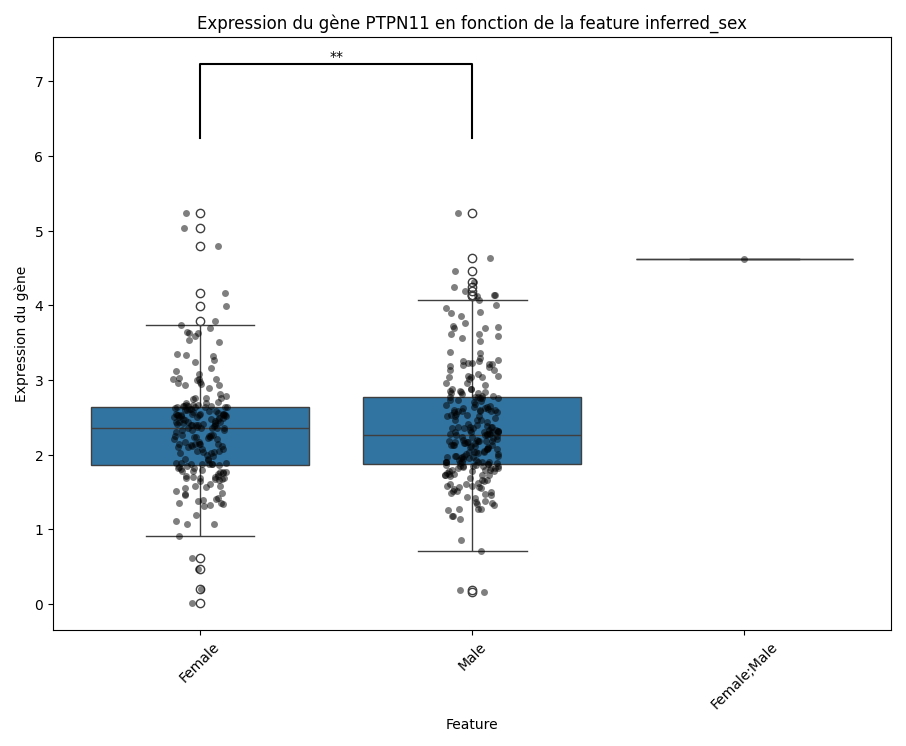 Expression du gène PTPN11 en fonction de la feature inferred_sex
**
7
6
5
4
3
2
1
0
Expression du gène
Female
Male
Female;Male
Feature